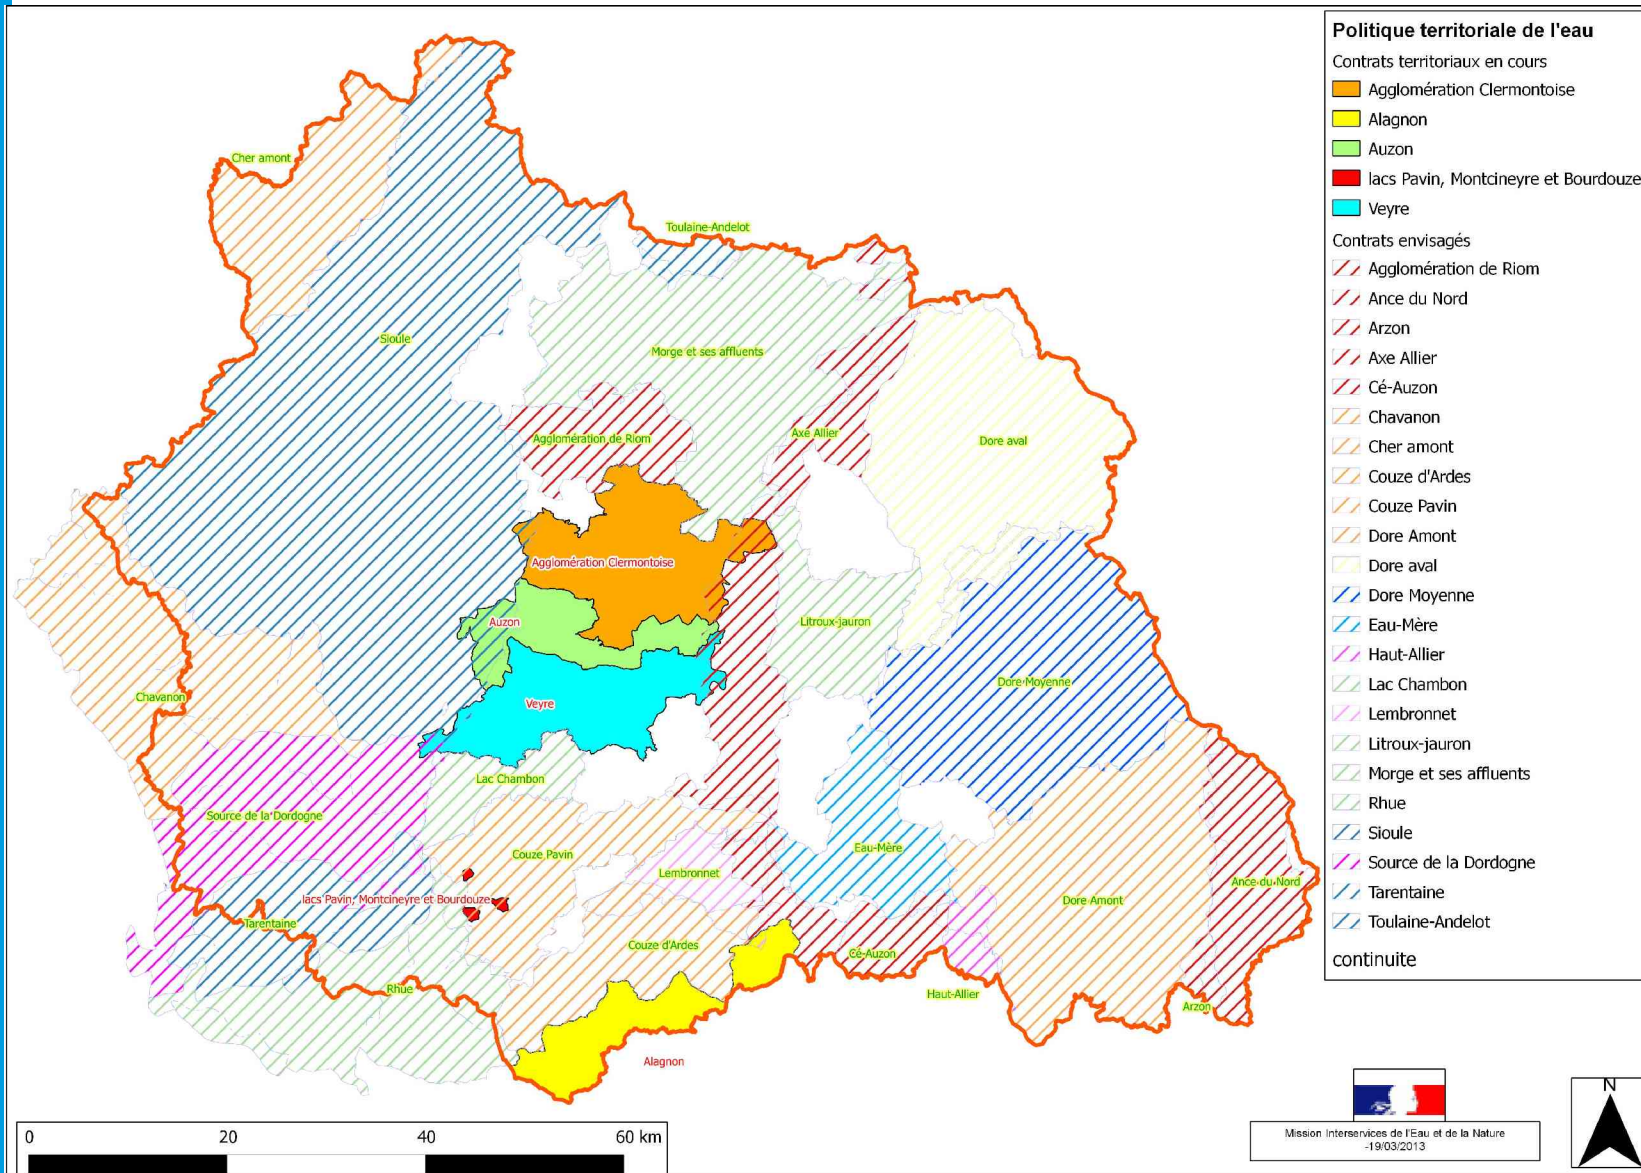 Politique territoriale de l'eau
Contrats territoriaux en cours
Agglomération Clermontoise
Alagnon
Auzon
lacs Pavin, Montcineyre et Bourdouze
Veyre
Contrats envisagés
Agglomération de Riom
Ance du Nord
Arzon
Axe Allier
Cé-Auzon
Chavanon
Cher amont
Couze d'Ardes
Couze Pavin
Dore Amont
Dore aval
Dore Moyenne
Eau-Mère
Haut-Allier
Lac Chambon
Lembronnet
Litroux-jauron
Morge et ses affluents
Rhue
Sioule
Source de la Dordogne
Tarentaine
Toulaine-Andelot
continuite
Cher amont
Toulaine-Andelot
Sioule
Morge et ses affluents
Agglomération de Riom
Axe Allier
Dore aval
Agglomération Clermontoise
Auzon
Litroux-jauron
Chavanon
Veyre
Dore Moyenne
Lac Chambon
Source de la Dordogne
Couze Pavin
Eau-Mère
Lembronnet
Ance du Nord
lacs Pavin, Montcineyre et Bourdouze
Dore Amont
Tarentaine
Couze d'Ardes
Cé-Auzon
Rhue
Haut-Allier
Arzon
Alagnon
0 20 40 60 km
Mission Interservices de l'Eau et de la Nature
-19/03/2013
N